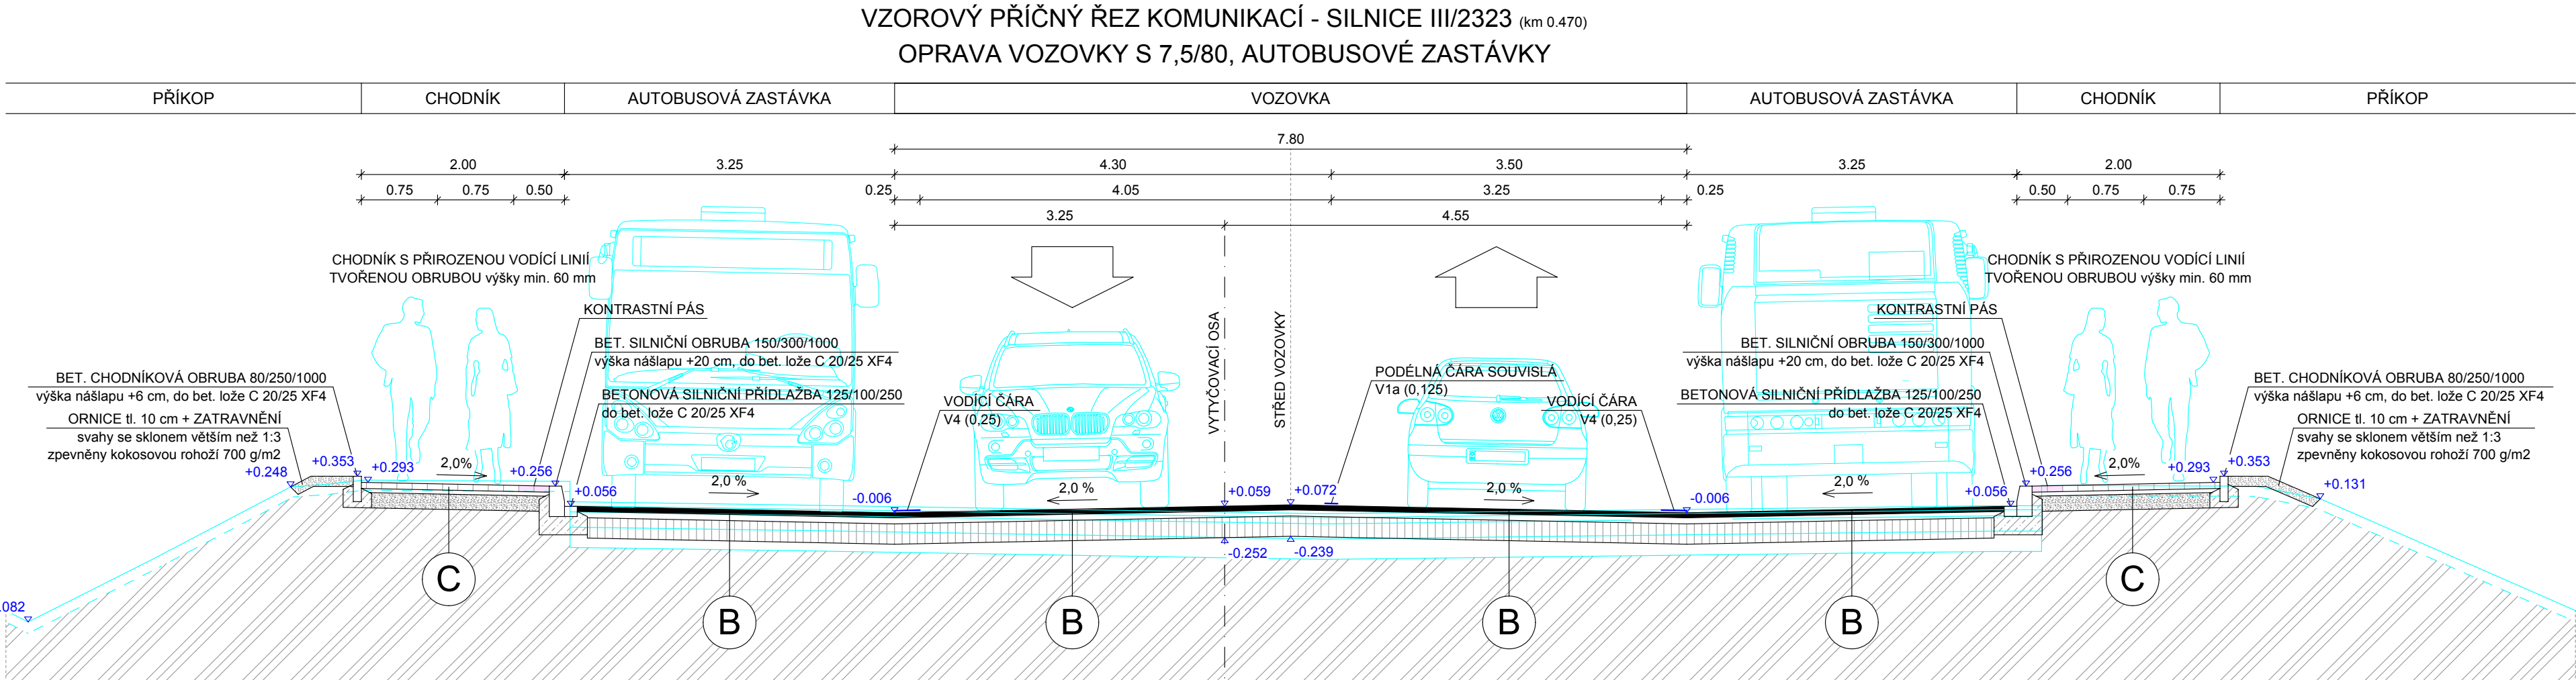 VZOROVÝ PŘÍČNÝ ŘEZ KOMUNIKACÍ - SILNICE III/2323 (km 0.470)
OPRAVA VOZOVKY S 7,5/80, AUTOBUSOVÉ ZASTÁVKY
PŘÍKOP CHODNÍK AUTOBUSOVÁ ZASTÁVKA VOZOVKA AUTOBUSOVÁ ZASTÁVKA CHODNÍK PŘÍKOP
7.80
2.00 3.25 4.30 3.50 3.25 2.00
0.75 0.75 0.50 0.25 4.05 3.25 0.25 0.50 0.75 0.75
3.25 4.55
CHODNÍK S PŘIROZENOU VODÍCÍ LINIÍ
TVOŘENOU OBRUBOU výšky min. 60 mm
KONTRASTNÍ PÁS
BET. SILNIČNÍ OBRUBA 150/300/1000
výška nášlapu +20 cm, do bet. lože C 20/25 XF4
BETONOVÁ SILNIČNÍ PŘÍDLAŽBA 125/100/250
do bet. lože C 20/25 XF4
BET. CHODNÍKOVÁ OBRUBA 80/250/1000
výška nášlapu +6 cm, do bet. lože C 20/25 XF4
ORNICE tl. 10 cm + ZATRAVNĚNÍ
svahy se sklonem větším než 1:3
zpevněny kokosovou rohoží 700 g/m2
VODÍCÍ ČÁRA
V4 (0,25)
VYTYČOVACÍ OSA
STŘED VOZOVKY
PODÉLNÁ ČÁRA SOUVISLÁ
V1a (0,125)
VODÍCÍ ČÁRA
V4 (0,25)
CHODNÍK S PŘIROZENOU VODÍCÍ LINIÍ
TVOŘENOU OBRUBOU výšky min. 60 mm
KONTRASTNÍ PÁS
BET. SILNIČNÍ OBRUBA 150/300/1000
výška nášlapu +20 cm, do bet. lože C 20/25 XF4
BETONOVÁ SILNIČNÍ PŘÍDLAŽBA 125/100/250
do bet. lože C 20/25 XF4
BET. CHODNÍKOVÁ OBRUBA 80/250/1000
výška nášlapu +6 cm, do bet. lože C 20/25 XF4
ORNICE tl. 10 cm + ZATRAVNĚNÍ
svahy se sklonem větším než 1:3
zpevněny kokosovou rohoží 700 g/m2
+0.248 +0.353 +0.293 2,0% +0.256 +0.056 2,0 % -0.006 2,0 % +0.059 +0.072 2,0 % -0.006 2,0 % +0.056 +0.256 2,0% +0.293 +0.353 +0.131
-0.252 -0.239
.082
C B B B B C